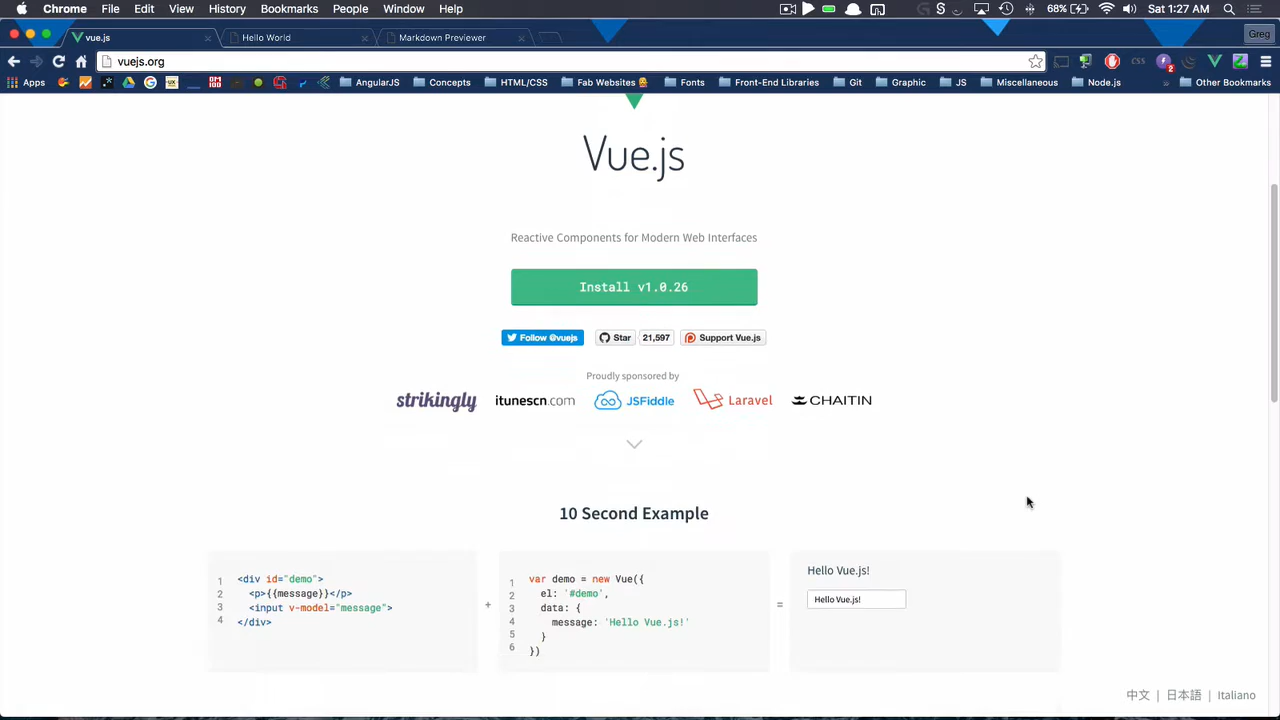 Chrome File Edit View History Bookmarks People Window Help 68% Sat 1:27 AM
vue.js Hello World Markdown Previewer Greg
vuejs.org
Apps AngularJS Concepts HTML/CSS Fab Websites Fonts Front-End Libraries Git Graphic JS Miscellaneous Node.js » Other Bookmarks
Vue.js
Reactive Components for Modern Web Interfaces
Install v1.0.26
Follow @vuejs Star 21,597 Support Vue.js
Proudly sponsored by
strikingly itunescn.com JSFiddle Laravel CHAITIN
10 Second Example
1 <div id="demo">
2 <p>{{message}}</p>
3 <input v-model="message">
4 </div>
+
1 var demo = new Vue({
2 el: '#demo',
3 data: {
4 message: 'Hello Vue.js!'
5 }
6 })
=
Hello Vue.js!
Hello Vue.js!
中文 | 日本語 | Italiano